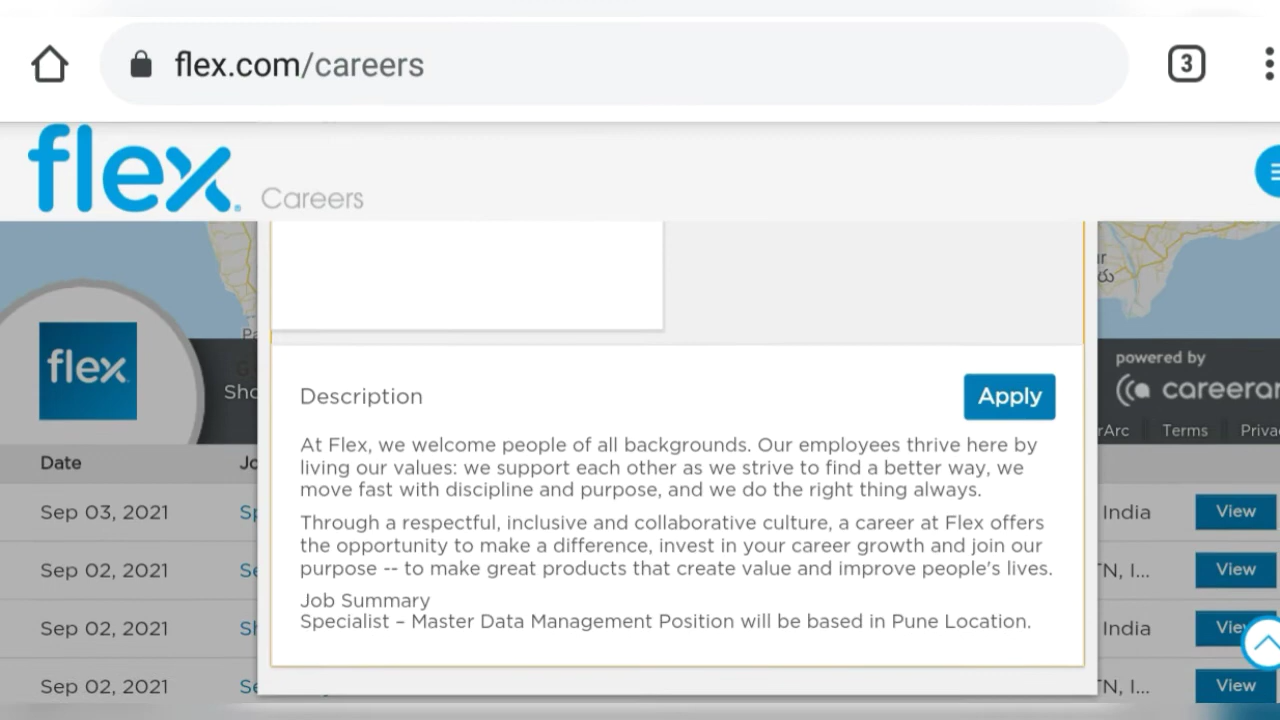 flex.com/careers
3
flex.
Careers
flex
powered by
Description
Apply
At Flex, we welcome people of all backgrounds. Our employees thrive here by
living our values: we support each other as we strive to find a better way, we
move fast with discipline and purpose, and we do the right thing always.
Through a respectful, inclusive and collaborative culture, a career at Flex offers
the opportunity to make a difference, invest in your career growth and join our
purpose -- to make great products that create value and improve people's lives.
Job Summary
Specialist – Master Data Management Position will be based in Pune Location.
Terms
Date
Sep 03, 2021
India
View
Sep 02, 2021
View
Sep 02, 2021
India
Sep 02, 2021
View